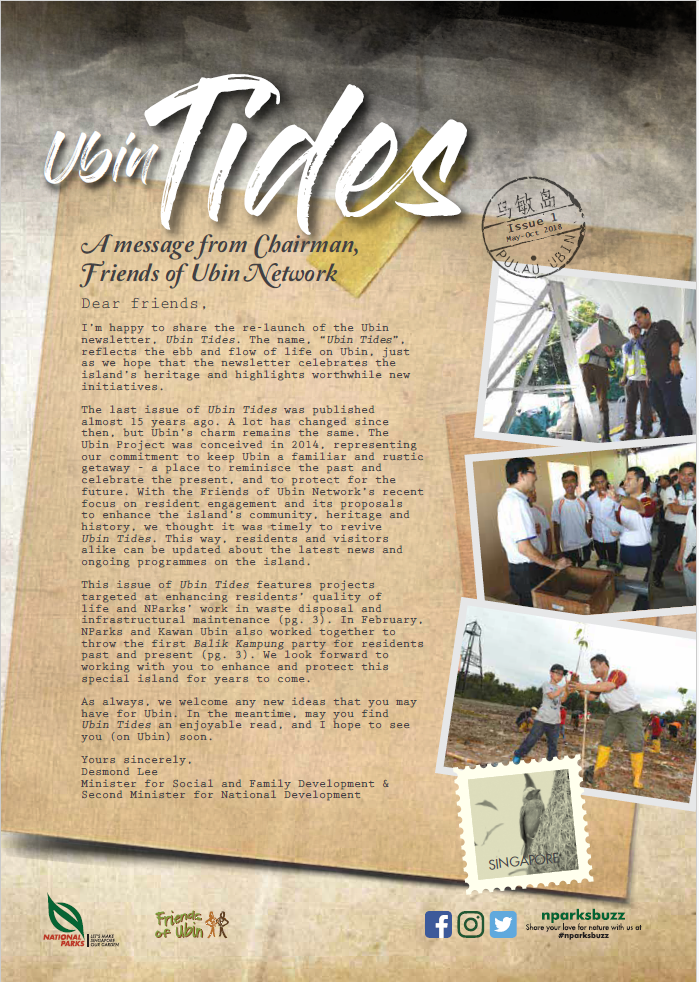 Ubin Tides
乌敏岛
Issue 1
May-Oct 2018
PULAU UBIN
A message from Chairman,
Friends of Ubin Network
Dear friends,
I'm happy to share the re-launch of the Ubin
newsletter, Ubin Tides. The name, “Ubin Tides”,
reflects the ebb and flow of life on Ubin, just
as we hope that the newsletter celebrates the
island's heritage and highlights worthwhile new
initiatives.
The last issue of Ubin Tides was published
almost 15 years ago. A lot has changed since
then, but Ubin's charm remains the same. The
Ubin Project was conceived in 2014, representing
our commitment to keep Ubin a familiar and rustic
getaway - a place to reminisce the past and
celebrate the present, and to protect for the
future. With the Friends of Ubin Network's recent
focus on resident engagement and its proposals
to enhance the island's community, heritage and
history, we thought it was timely to revive
Ubin Tides. This way, residents and visitors
alike can be updated about the latest news and
ongoing programmes on the island.
This issue of Ubin Tides features projects
targeted at enhancing residents' quality of
life and NParks' work in waste disposal and
infrastructural maintenance (pg. 3). In February,
NParks and Kawan Ubin also worked together to
throw the first Balik Kampung party for residents
past and present (pg. 3). We look forward to
working with you to enhance and protect this
special island for years to come.
As always, we welcome any new ideas that you may
have for Ubin. In the meantime, may you find
Ubin Tides an enjoyable read, and I hope to see
you (on Ubin) soon.
Yours sincerely,
Desmond Lee
Minister for Social and Family Development &
Second Minister for National Development
SINGAPORE
NATIONAL
PARKS
LET'S MAKE
SINGAPORE
OUR GARDEN
Friends
of Ubin
nparksbuzz
Share your love for nature with us at
#nparksbuzz